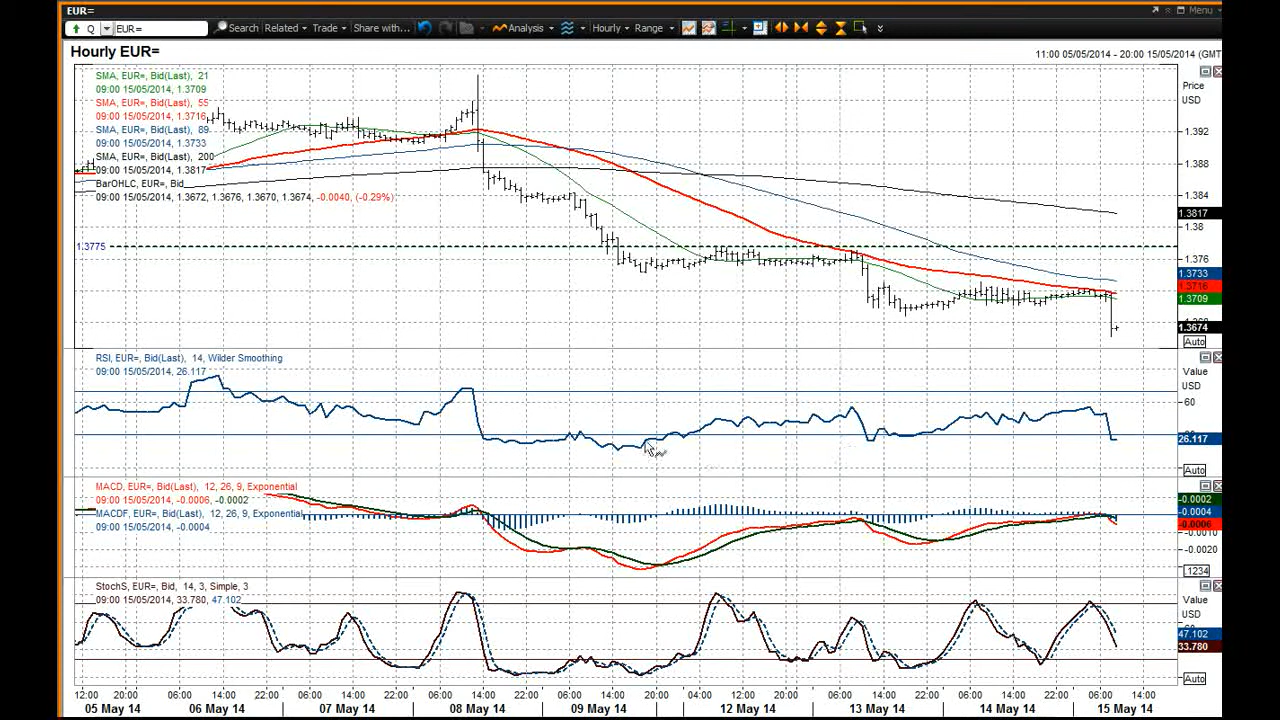 EUR=
Menu
Q EUR= Search Related Trade Share with... Analysis Hourly Range
Hourly EUR=
11:00 05/05/2014 - 20:00 15/05/2014 (GMT
SMA, EUR=, Bid(Last), 21
09:00 15/05/2014, 1.3709
SMA, EUR=, Bid(Last), 55
09:00 15/05/2014, 1.3716
SMA, EUR=, Bid(Last), 89
09:00 15/05/2014, 1.3733
SMA, EUR=, Bid(Last), 200
09:00 15/05/2014, 1.3817
BarOHLC, EUR=, Bid
09:00 15/05/2014, 1.3672, 1.3676, 1.3670, 1.3674, -0.0040, (-0.29%)
1.3775
Price
USD
1.392
1.388
1.384
1.3817
1.38
1.376
1.3733
1.3716
1.3709
1.3674
Auto
RSI, EUR=, Bid(Last), 14, Wilder Smoothing
09:00 15/05/2014, 26.117
Value
USD
60
26.117
Auto
MACD, EUR=, Bid(Last), 12, 26, 9, Exponential
09:00 15/05/2014, -0.0006, -0.0002
MACDF, EUR=, Bid(Last), 12, 26, 9, Exponential
09:00 15/05/2014, -0.0004
-0.0002
-0.0004
-0.0006
-0.0010
-0.0020
1234
StochS, EUR=, Bid, 14, 3, Simple, 3
09:00 15/05/2014, 33.780, 47.102
Value
USD
47.102
33.780
Auto
12:00 20:00 06:00 14:00 22:00 06:00 14:00 22:00 06:00 14:00 22:00 06:00 14:00 20:00 04:00 12:00 20:00 06:00 14:00 20:00 06:00 14:00 22:00 06:00 14:00
05 May 14 06 May 14 07 May 14 08 May 14 09 May 14 12 May 14 13 May 14 14 May 14 15 May 14